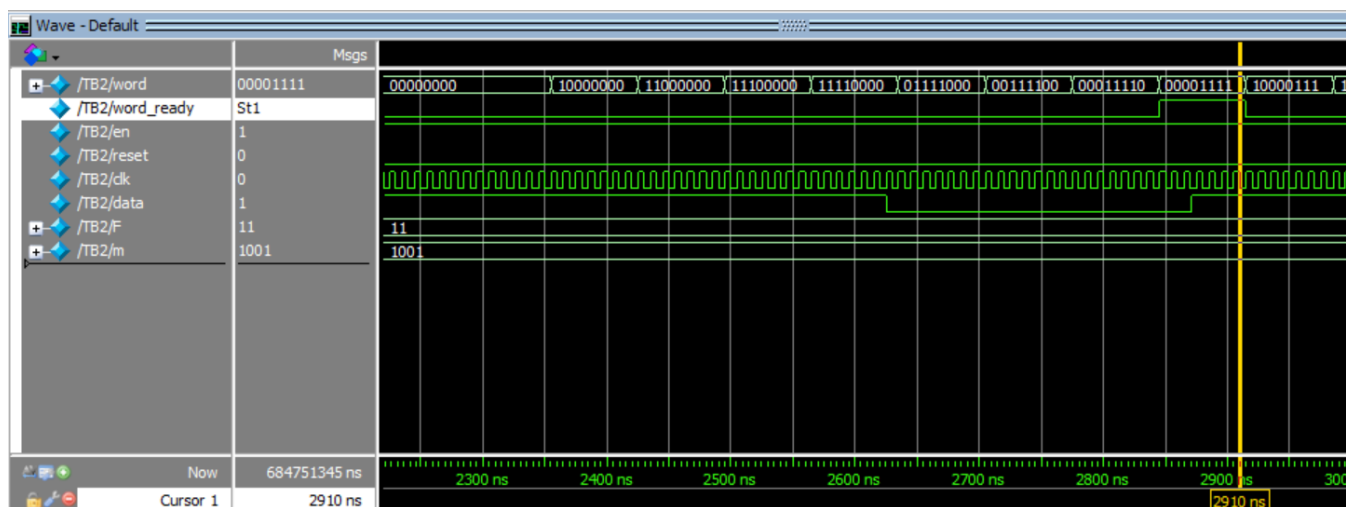 Wave - Default
Msgs
/TB2/word 00001111 00000000 10000000 11000000 11100000 11110000 01111000 00111100 00011110 00001111 10000111 1
/TB2/word_ready St1
/TB2/en 1
/TB2/reset 0
/TB2/clk 0
/TB2/data 1
/TB2/F 11 11
/TB2/m 1001 1001
Now 684751345 ns 2300 ns 2400 ns 2500 ns 2600 ns 2700 ns 2800 ns 2900 ns 300
Cursor 1 2910 ns 2910 ns